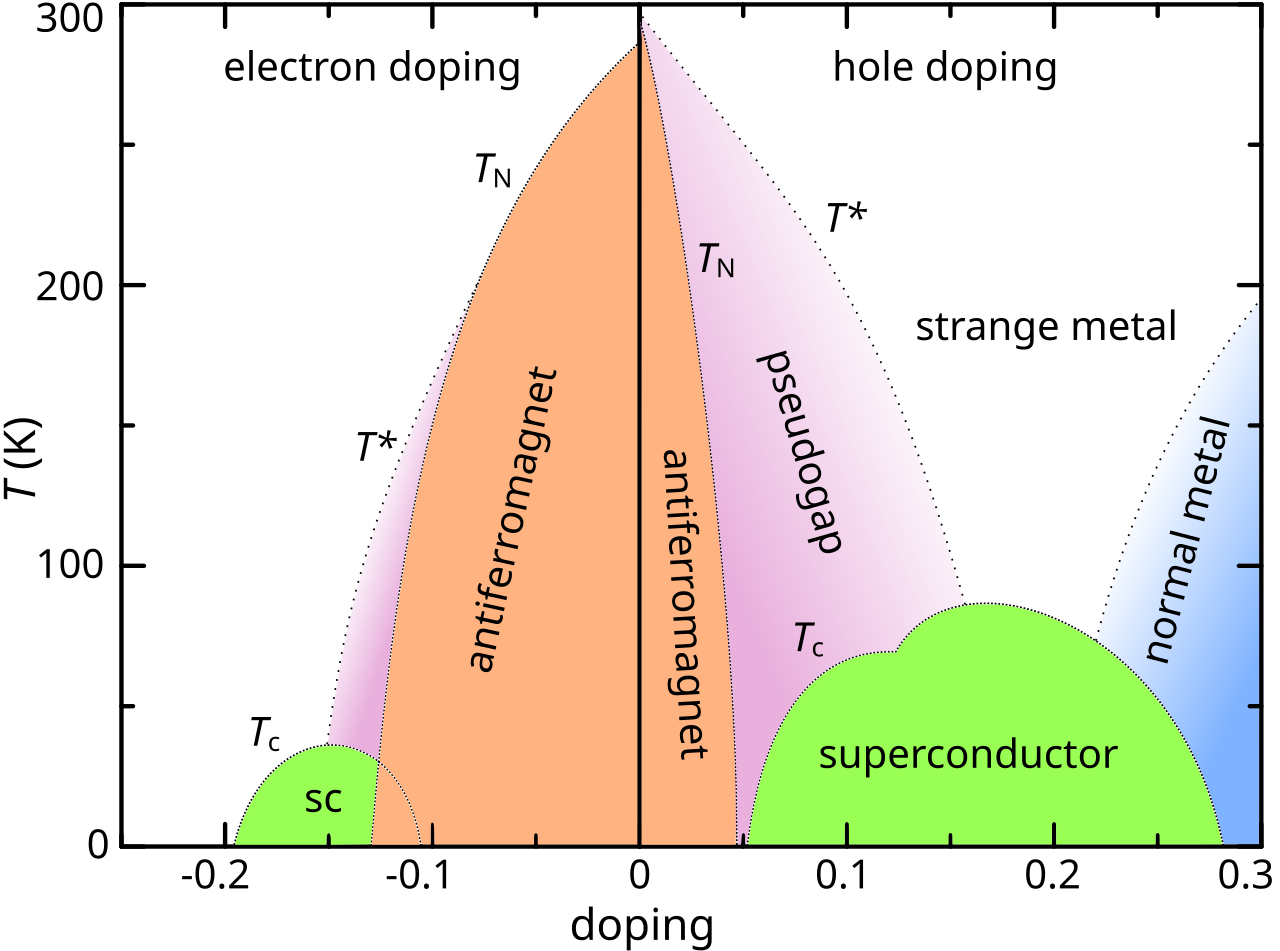 300
electron doping
hole doping
T_N
T*
T_N
200
strange metal
pseudogap
antiferromagnet
normal metal
T*
T (K)
antiferromagnet
100
T_c
T_c
superconductor
sc
0
-0.2
-0.1
0
0.1
0.2
0.3
doping